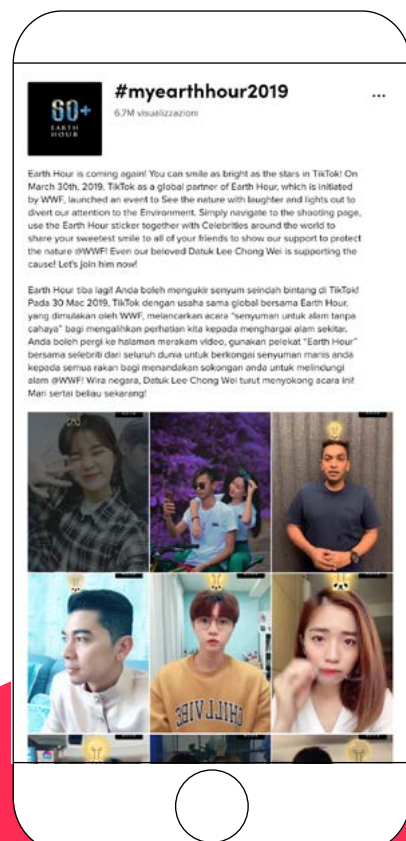 60+
EARTH
HOUR
#myearthhour2019
...
6.7M visualizzazioni
Earth Hour is coming again! You can smile as bright as the stars in TikTok! On
March 30th, 2019, TikTok as a global partner of Earth Hour, which is initiated
by WWF, launched an event to See the nature with laughter and lights out to
divert our attention to the Environment. Simply navigate to the shooting page,
use the Earth Hour sticker together with Celebrities around the world to
share your sweetest smile to all of your friends to show our support to protect
the nature @WWF! Even our beloved Datuk Lee Chong Wei is supporting the
cause! Let's join him now!
Earth Hour tiba lagi! Anda boleh mengukir senyum seindah bintang di TikTok!
Pada 30 Mac 2019, TikTok dengan usaha sama global bersama Earth Hour,
yang dimulakan oleh WWF, melancarkan acara "senyuman untuk alam tanpa
cahaya" bagi mengalihkan perhatian kita kepada menghargai alam sekitar.
Anda boleh pergi ke halaman merakam video, gunakan pelekat "Earth Hour"
bersama selebriti dari seluruh dunia untuk berkongsi senyuman manis anda
kepada semua rakan bagi menandakan sokongan anda untuk melindungi
alam @WWF! Wira negara, Datuk Lee Chong Wei turut menyokong acara ini!
Mari sertai beliau sekarang!
CHILLVIBE